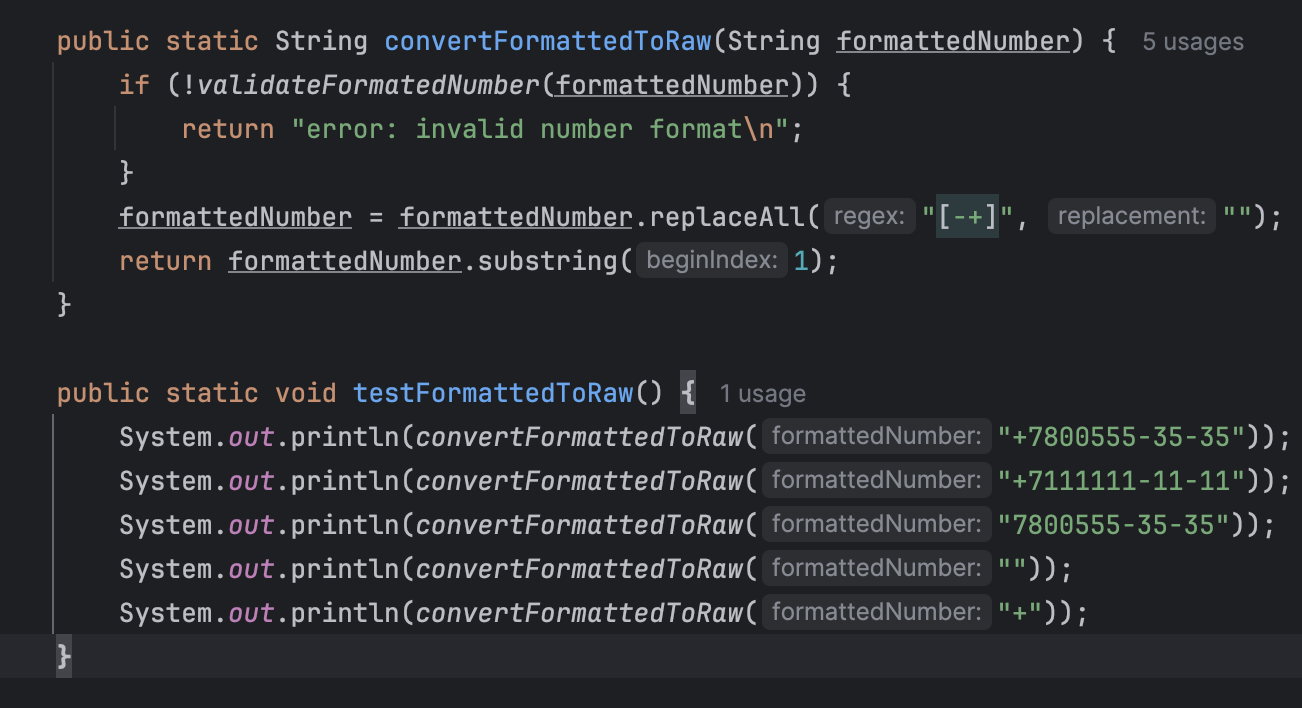 public static String convertFormattedToRaw(String formattedNumber) { 5 usages
if (!validateFormatedNumber(formattedNumber)) {
return "error: invalid number format\n";
}
formattedNumber = formattedNumber.replaceAll( regex: "[-+]", replacement: "");
return formattedNumber.substring( beginIndex: 1);
}
public static void testFormattedToRaw() { 1 usage
System.out.println(convertFormattedToRaw( formattedNumber: "+7800555-35-35"));
System.out.println(convertFormattedToRaw( formattedNumber: "+7111111-11-11"));
System.out.println(convertFormattedToRaw( formattedNumber: "7800555-35-35"));
System.out.println(convertFormattedToRaw( formattedNumber: ""));
System.out.println(convertFormattedToRaw( formattedNumber: "+"));
}